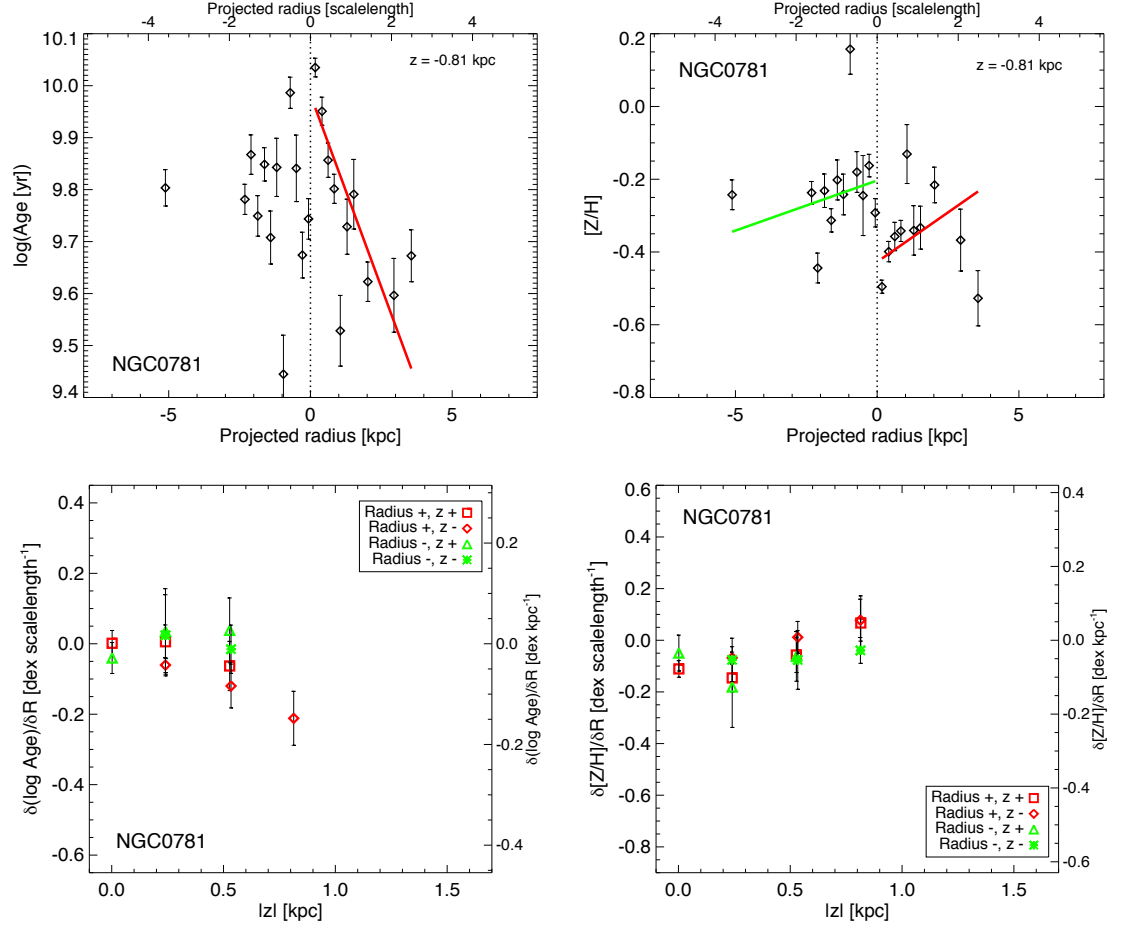 Projected radius [scalelength]
-4 -2 0 2 4
10.1
10.0
9.9
9.8
9.7
9.6
9.5
9.4
log(Age [yr])
z = -0.81 kpc
NGC0781
-5 0 5
Projected radius [kpc]
Projected radius [scalelength]
-4 -2 0 2 4
0.2
0.0
-0.2
-0.4
-0.6
-0.8
[Z/H]
NGC0781
z = -0.81 kpc
-5 0 5
Projected radius [kpc]
0.4
0.2
0.0
-0.2
-0.4
-0.6
δ(log Age)/δR [dex scalelength⁻¹]
Radius +, z +
Radius +, z -
Radius -, z +
Radius -, z -
0.2
0.0
-0.2
-0.4
δ(log Age)/δR [dex kpc⁻¹]
NGC0781
0.0 0.5 1.0 1.5
|z| [kpc]
0.6
0.4
0.2
0.0
-0.2
-0.4
-0.6
-0.8
δ[Z/H]/δR [dex scalelength⁻¹]
NGC0781
0.4
0.2
-0.0
-0.2
-0.4
-0.6
δ[Z/H]/δR [dex kpc⁻¹]
Radius +, z +
Radius +, z -
Radius -, z +
Radius -, z -
0.0 0.5 1.0 1.5
|z| [kpc]